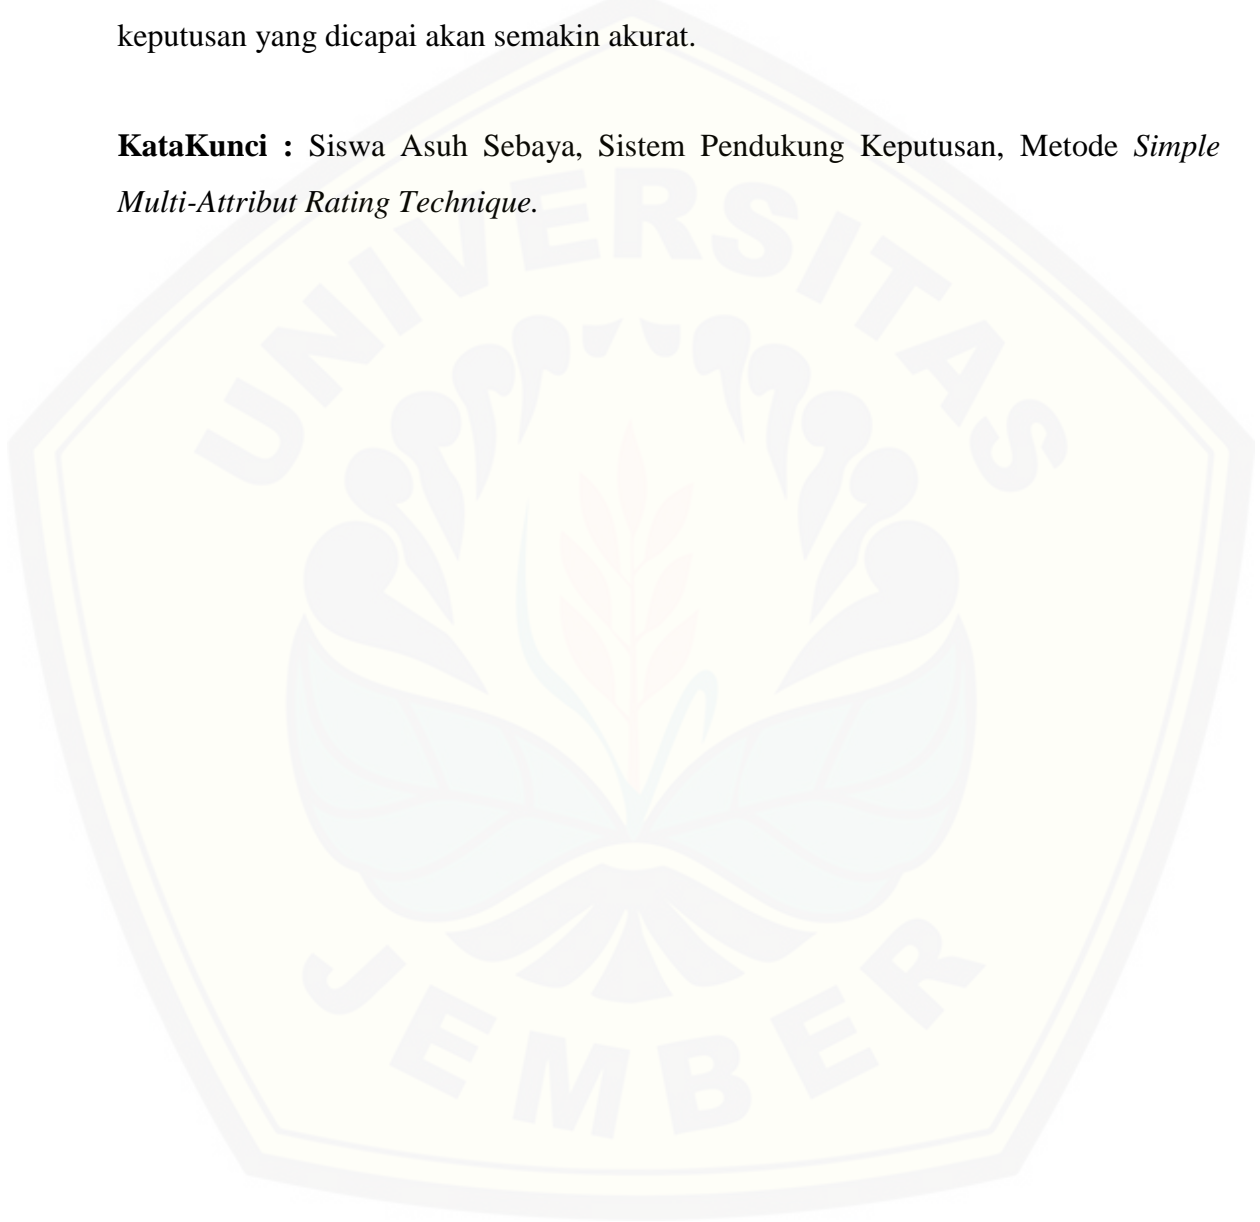 keputusan yang dicapai akan semakin akurat.
KataKunci : Siswa Asuh Sebaya, Sistem Pendukung Keputusan, Metode Simple
Multi-Attribut Rating Technique.
UNIVERSITAS
JEMBER